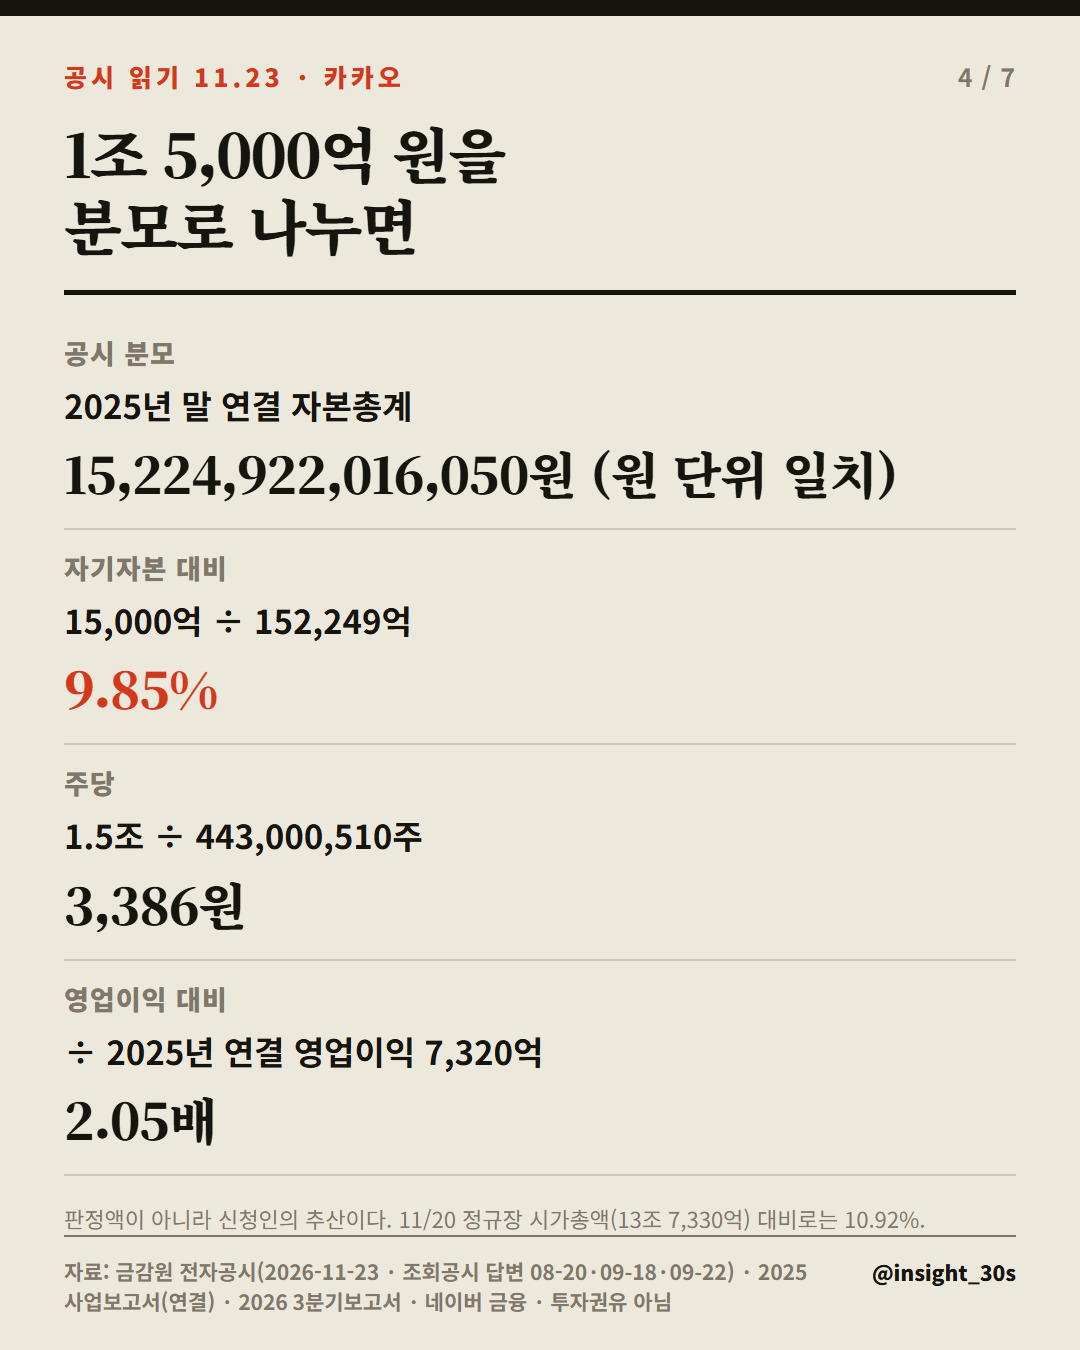 공시 읽기 11.23 · 카카오
4 / 7
1조 5,000억 원을
분모로 나누면
공시 분모
2025년 말 연결 자본총계
15,224,922,016,050원 (원 단위 일치)
자기자본 대비
15,000억 ÷ 152,249억
9.85%
주당
1.5조 ÷ 443,000,510주
3,386원
영업이익 대비
÷ 2025년 연결 영업이익 7,320억
2.05배
판정액이 아니라 신청인의 추산이다. 11/20 정규장 시가총액(13조 7,330억) 대비로는 10.92%.
자료: 금감원 전자공시(2026-11-23 · 조회공시 답변 08-20·09-18·09-22) · 2025
사업보고서(연결) · 2026 3분기보고서 · 네이버 금융 · 투자권유 아님
@insight_30s